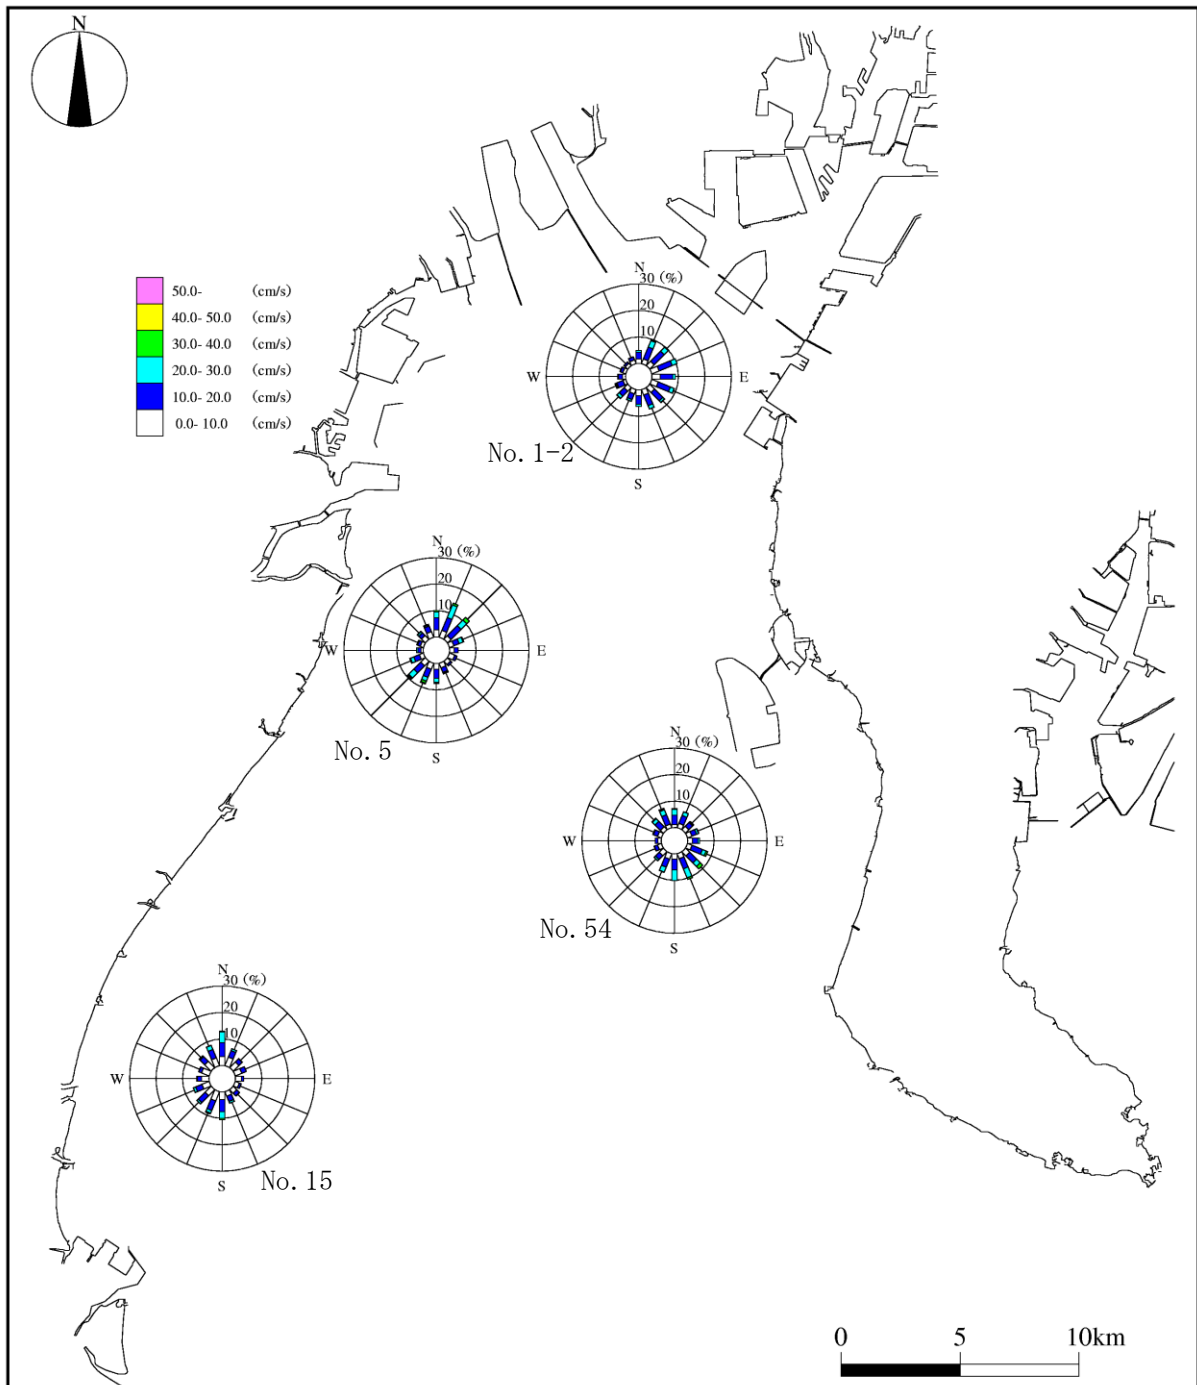 N
50.0- (cm/s)
40.0- 50.0 (cm/s)
30.0- 40.0 (cm/s)
20.0- 30.0 (cm/s)
10.0- 20.0 (cm/s)
0.0- 10.0 (cm/s)
N
30 (%)
20
10
W
E
S
No. 1-2
N
30 (%)
20
10
W
E
S
No. 5
N
30 (%)
20
10
W
E
S
No. 54
N
30 (%)
20
10
W
E
S
No. 15
0 5 10km